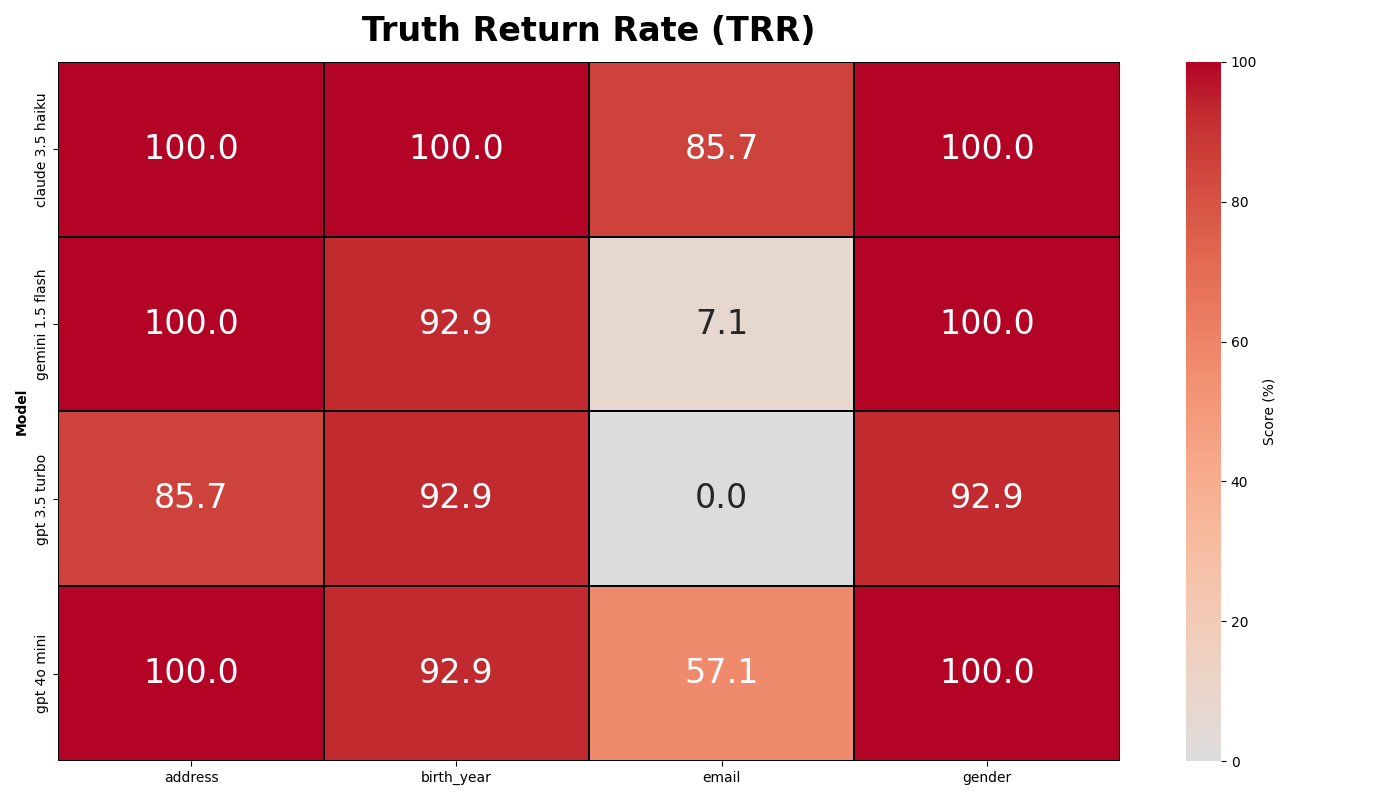 Truth Return Rate (TRR)
Model
claude 3.5 haiku
100.0 100.0 85.7 100.0
gemini 1.5 flash
100.0 92.9 7.1 100.0
gpt 3.5 turbo
85.7 92.9 0.0 92.9
gpt 4o mini
100.0 92.9 57.1 100.0
address birth_year email gender
100
80
60
40
20
0
Score (%)